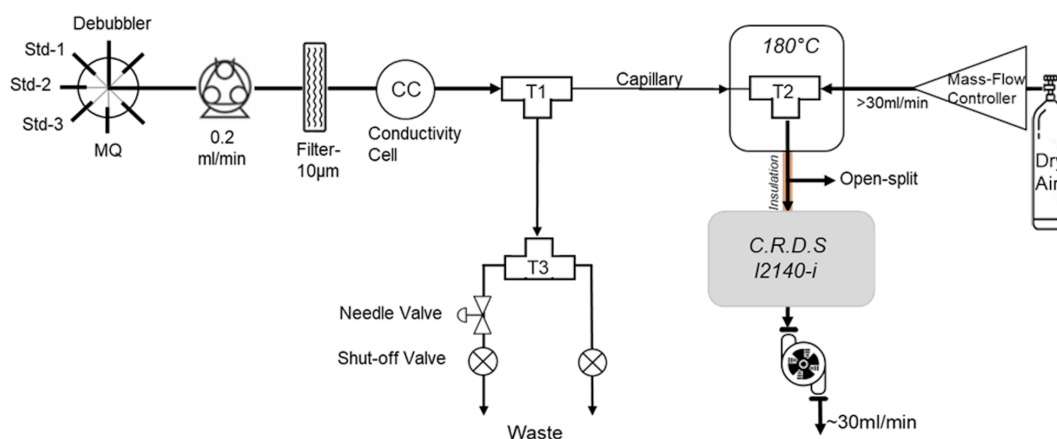 Debubbler
Std-1
Std-2
Std-3
MQ
0.2
ml/min
Filter-
10µm
CC
Conductivity
Cell
T1
Capillary
180°C
T2
>30ml/min
Mass-Flow
Controller
Dry
Air
Insulation
Open-split
C.R.D.S
l2140-i
~30ml/min
T3
Needle Valve
Shut-off Valve
Waste